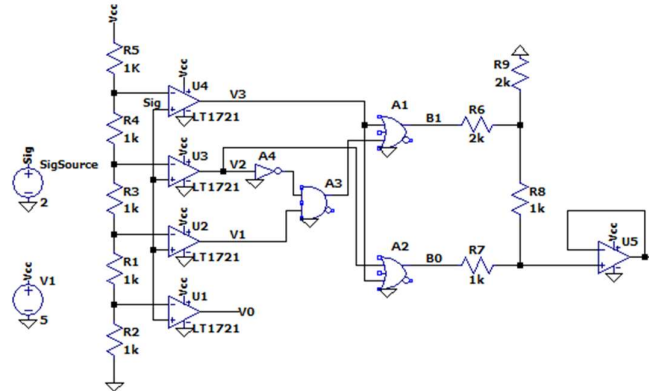 Vcc
R5
1K
Vcc
U4
Sig
V3
LT1721
R4
1k
Vcc
U3
V2
A4
LT1721
R3
1k
Vcc
U2
V1
LT1721
R1
1k
Vcc
U1
V0
LT1721
R2
1k
Sig
SigSource
2
Vcc
V1
5
A3
A1
B1
R6
2k
R9
2k
R8
1k
A2
B0
R7
1k
Vcc
U5